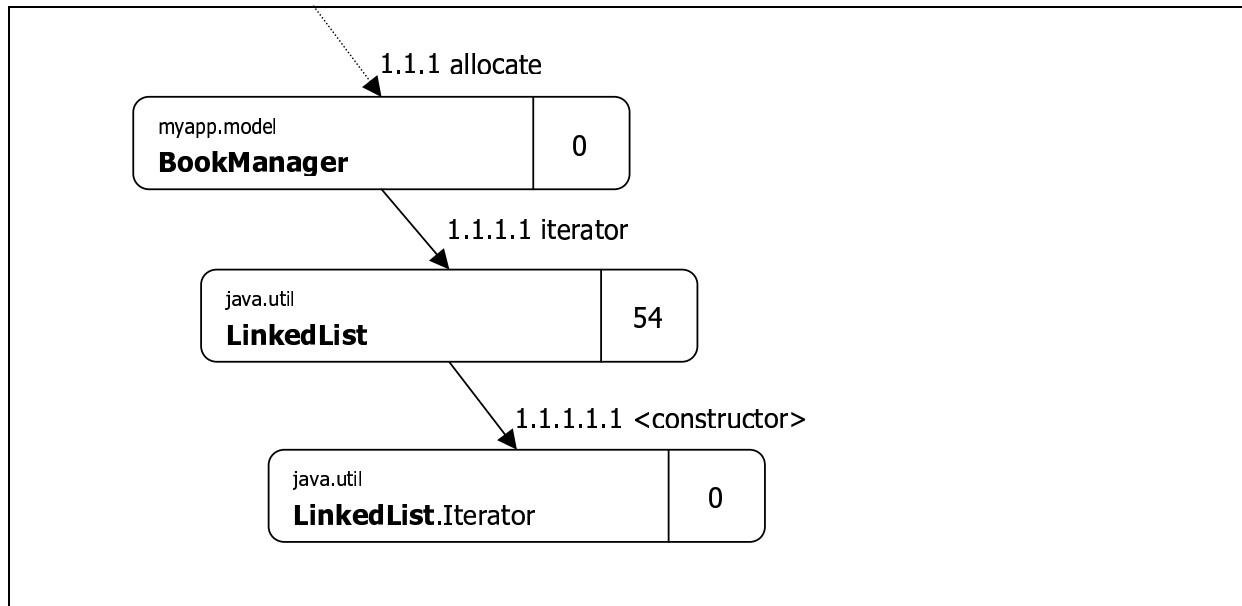 1.1.1 allocate
myapp.model
BookManager
0
1.1.1.1 iterator
java.util
LinkedList
54
1.1.1.1.1 <constructor>
java.util
LinkedList.Iterator
0